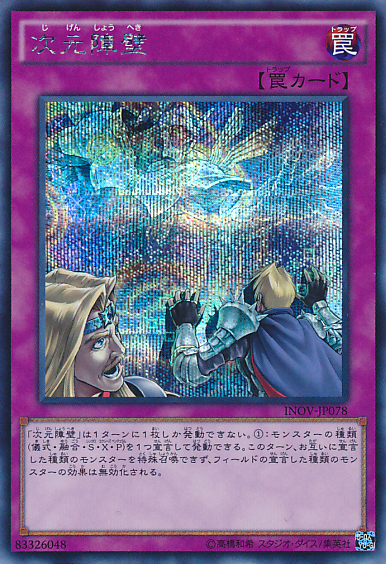 次元障壁
罠
【罠カード】
INOV-JP078
「次元障壁」は1ターンに1枚しか発動できない。①：モンスターの種類
(儀式・融合・S・X・P)を1つ宣言して発動できる。このターン、お互いに宣言
した種類のモンスターを特殊召喚できず、フィールドの宣言した種類のモン
スターの効果は無効化される。
83326048
©高橋和希 スタジオ・ダイス/集英社